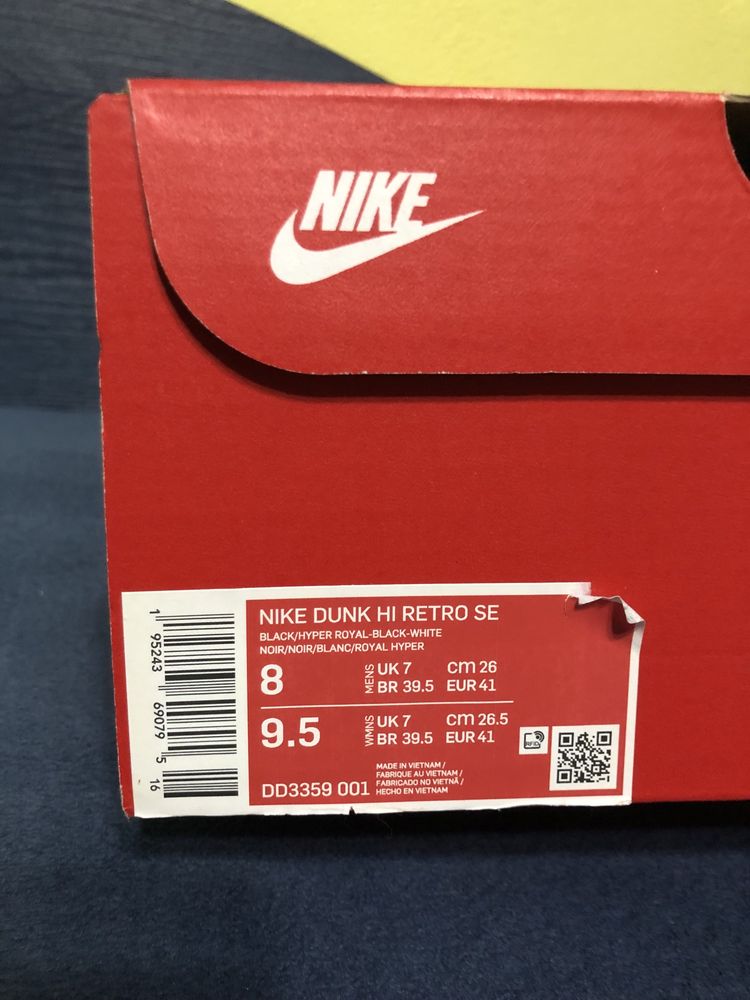 NIKE
NIKE DUNK HI RETRO SE
BLACK/HYPER ROYAL-BLACK-WHITE
NOIR/NOIR/BLANC/ROYAL HYPER
8
MENS
UK 7 cm 26
BR 39.5 EUR 41
9.5
WMNS
UK 7 cm 26.5
BR 39.5 EUR 41
RFID
DD3359 001
MADE IN VIETNAM /
FABRIQUE AU VIETNAM /
FABRICADO NO VIETNÃ /
HECHO EN VIETNAM
1 95243 69079 5 16